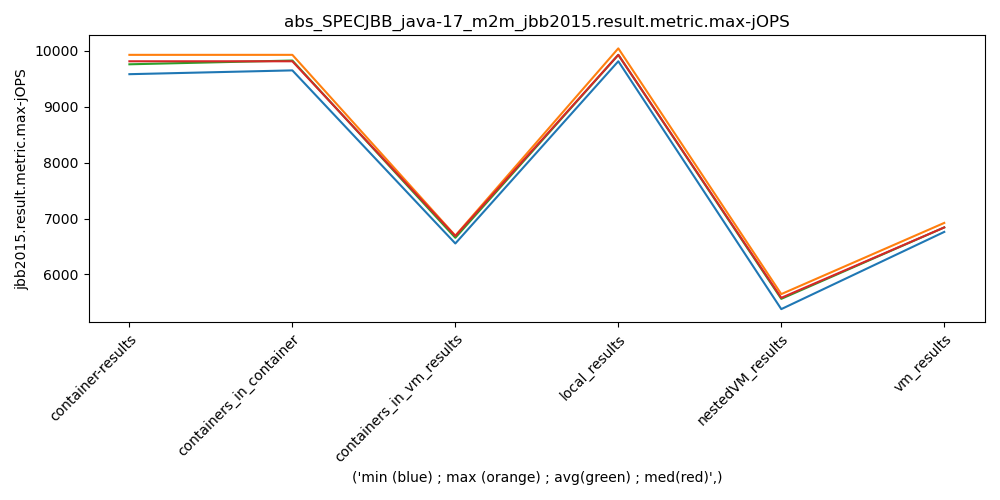 abs_SPECJBB_java-17_m2m_jbb2015.result.metric.max-jOPS
jbb2015.result.metric.max-jOPS
10000
9000
8000
7000
6000
container-results
containers_in_container
containers_in_vm_results
local_results
nestedVM_results
vm_results
('min (blue) ; max (orange) ; avg(green) ; med(red)',)